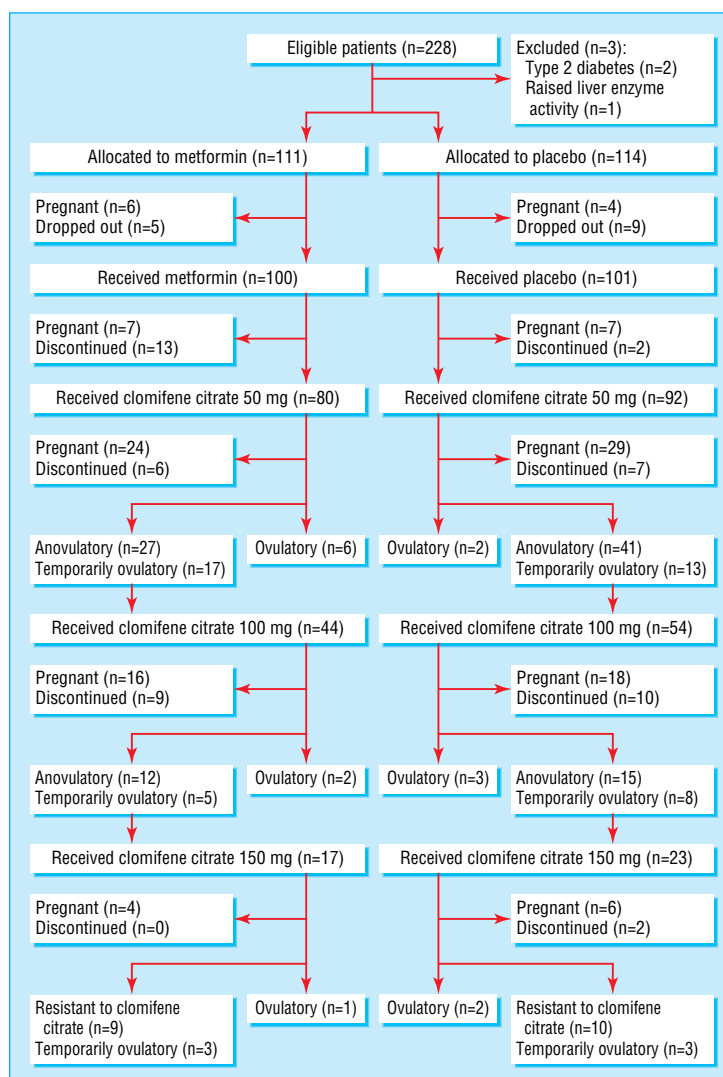 Eligible patients (n=228)
Excluded (n=3):
Type 2 diabetes (n=2)
Raised liver enzyme
activity (n=1)
Allocated to metformin (n=111)
Allocated to placebo (n=114)
Pregnant (n=6)
Dropped out (n=5)
Pregnant (n=4)
Dropped out (n=9)
Received metformin (n=100)
Received placebo (n=101)
Pregnant (n=7)
Discontinued (n=13)
Pregnant (n=7)
Discontinued (n=2)
Received clomifene citrate 50 mg (n=80)
Received clomifene citrate 50 mg (n=92)
Pregnant (n=24)
Discontinued (n=6)
Pregnant (n=29)
Discontinued (n=7)
Anovulatory (n=27)
Temporarily ovulatory (n=17)
Ovulatory (n=6)
Ovulatory (n=2)
Anovulatory (n=41)
Temporarily ovulatory (n=13)
Received clomifene citrate 100 mg (n=44)
Received clomifene citrate 100 mg (n=54)
Pregnant (n=16)
Discontinued (n=9)
Pregnant (n=18)
Discontinued (n=10)
Anovulatory (n=12)
Temporarily ovulatory (n=5)
Ovulatory (n=2)
Ovulatory (n=3)
Anovulatory (n=15)
Temporarily ovulatory (n=8)
Received clomifene citrate 150 mg (n=17)
Received clomifene citrate 150 mg (n=23)
Pregnant (n=4)
Discontinued (n=0)
Pregnant (n=6)
Discontinued (n=2)
Resistant to clomifene
citrate (n=9)
Temporarily ovulatory (n=3)
Ovulatory (n=1)
Ovulatory (n=2)
Resistant to clomifene
citrate (n=10)
Temporarily ovulatory (n=3)